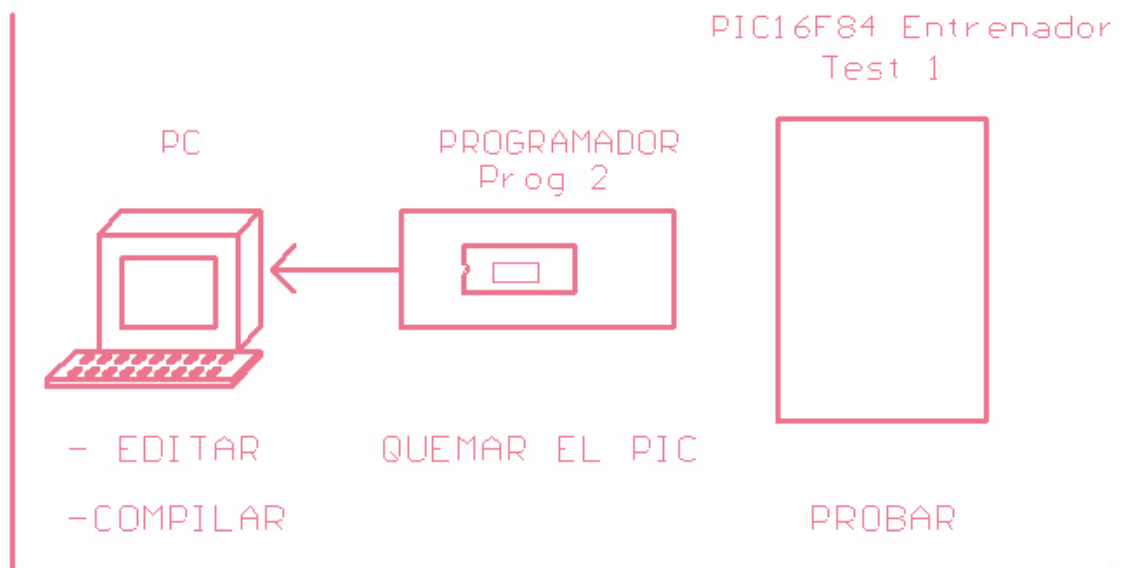 PIC16F84 Entrenador
Test 1
PC
PROGRAMADOR
Prog 2
- EDITAR
-COMPILAR
QUEMAR EL PIC
PROBAR